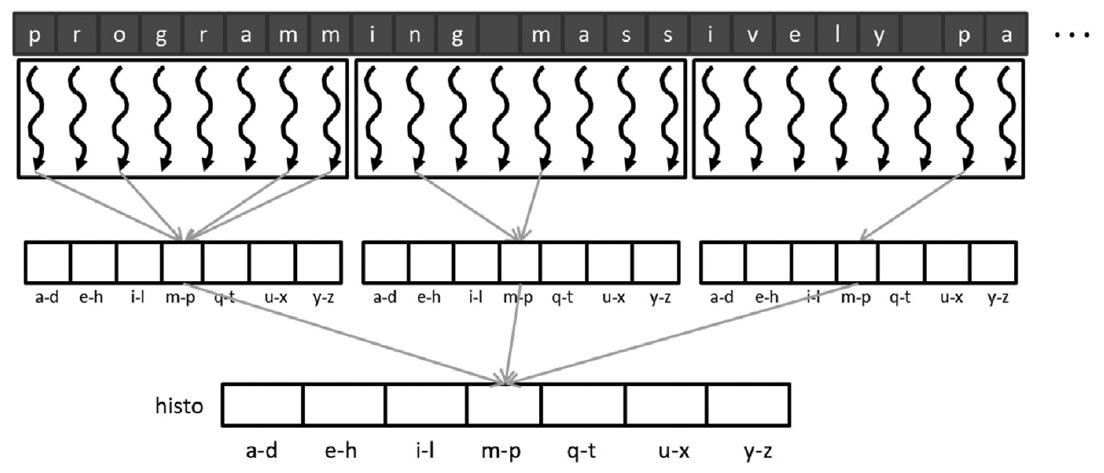 p r o g r a m m i n g m a s s i v e l y p a ...
a-d e-h i-l m-p q-t u-x y-z a-d e-h i-l m-p q-t u-x y-z a-d e-h i-l m-p q-t u-x y-z
histo
a-d e-h i-l m-p q-t u-x y-z